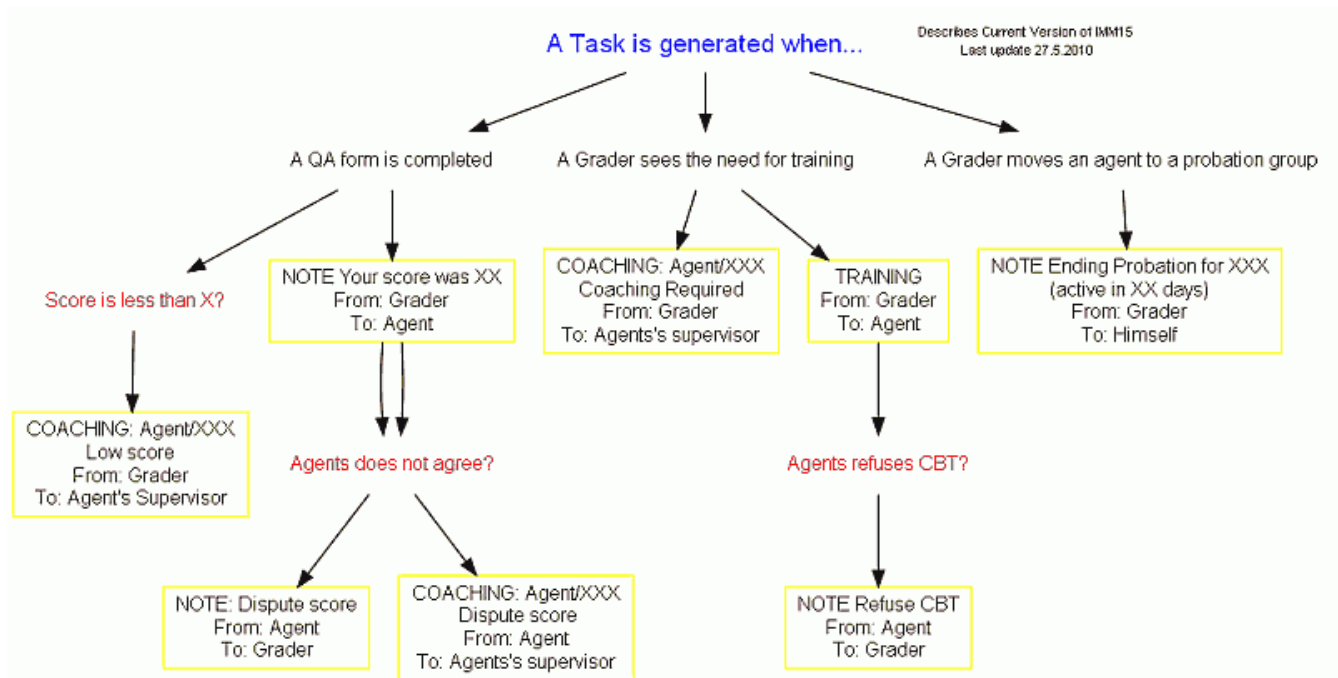 A Task is generated when...
Describes Current Version of IMM15
Last update 27.5.2010
A QA form is completed
A Grader sees the need for training
A Grader moves an agent to a probation group
Score is less than X?
NOTE Your score was XX
From: Grader
To: Agent
COACHING: Agent/XXX
Coaching Required
From: Grader
To: Agents's supervisor
TRAINING
From: Grader
To: Agent
NOTE Ending Probation for XXX
(active in XX days)
From: Grader
To: Himself
COACHING: Agent/XXX
Low score
From: Grader
To: Agent's Supervisor
Agents does not agree?
Agents refuses CBT?
NOTE: Dispute score
From: Agent
To: Grader
COACHING: Agent/XXX
Dispute score
From: Agent
To: Agents's supervisor
NOTE Refuse CBT
From: Agent
To: Grader